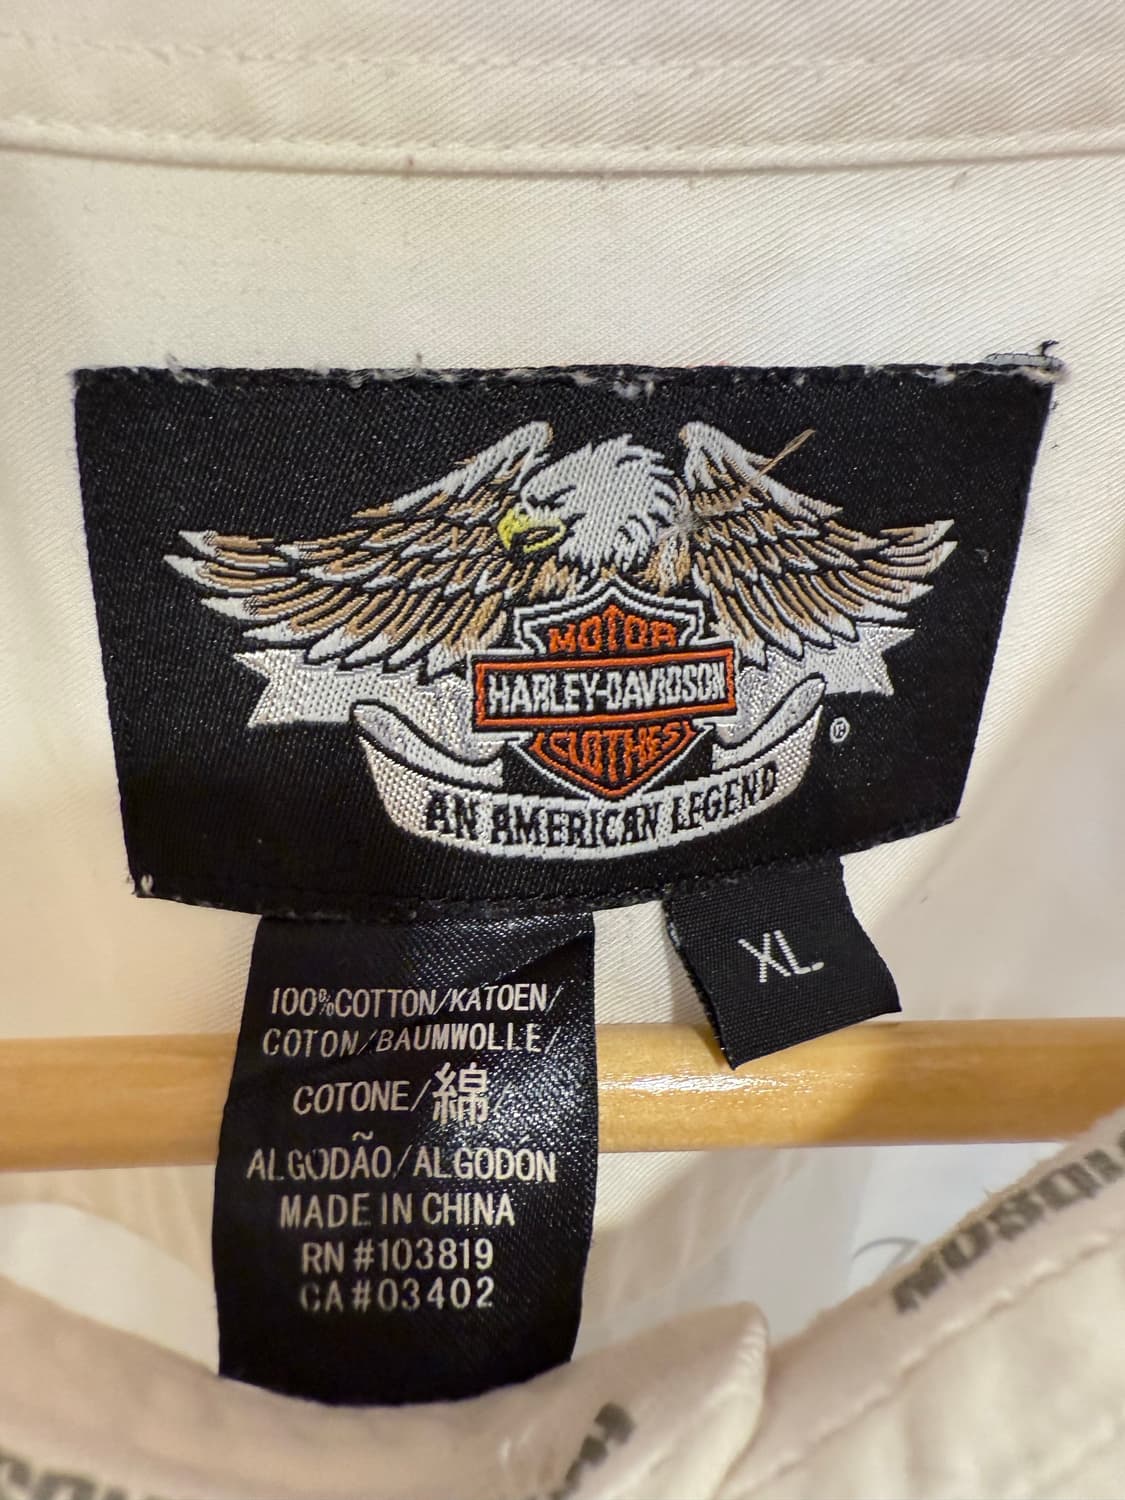 MOTOR
HARLEY-DAVIDSON
CLOTHES
®
AN AMERICAN LEGEND
XL
100%COTTON/KATOEN/
COTON/BAUMWOLLE/
COTONE/綿/
ALGODÃO/ALGODÓN
MADE IN CHINA
RN#103819
CA#03402